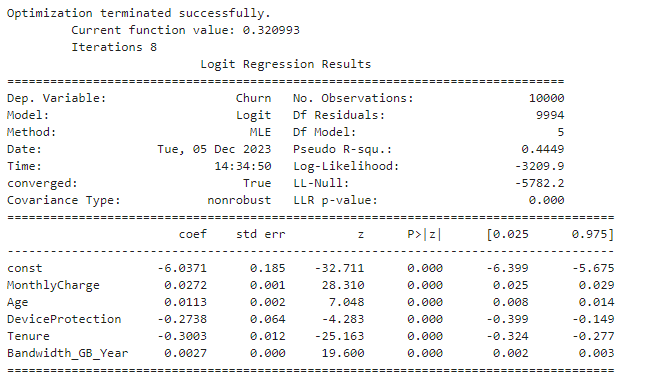 Optimization terminated successfully.
         Current function value: 0.320993
         Iterations 8
                           Logit Regression Results
==============================================================================
Dep. Variable:                  Churn   No. Observations:                10000
Model:                          Logit   Df Residuals:                     9994
Method:                           MLE   Df Model:                            5
Date:                Tue, 05 Dec 2023   Pseudo R-squ.:                  0.4449
Time:                        14:34:50   Log-Likelihood:                -3209.9
converged:                       True   LL-Null:                       -5782.2
Covariance Type:            nonrobust   LLR p-value:                     0.000
=====================================================================================
                        coef    std err          z      P>|z|      [0.025      0.975]
-------------------------------------------------------------------------------------
const                -6.0371      0.185    -32.711      0.000      -6.399      -5.675
MonthlyCharge         0.0272      0.001     28.310      0.000       0.025       0.029
Age                   0.0113      0.002      7.048      0.000       0.008       0.014
DeviceProtection     -0.2738      0.064     -4.283      0.000      -0.399      -0.149
Tenure               -0.3003      0.012    -25.163      0.000      -0.324      -0.277
Bandwidth_GB_Year     0.0027      0.000     19.600      0.000       0.002       0.003
=====================================================================================